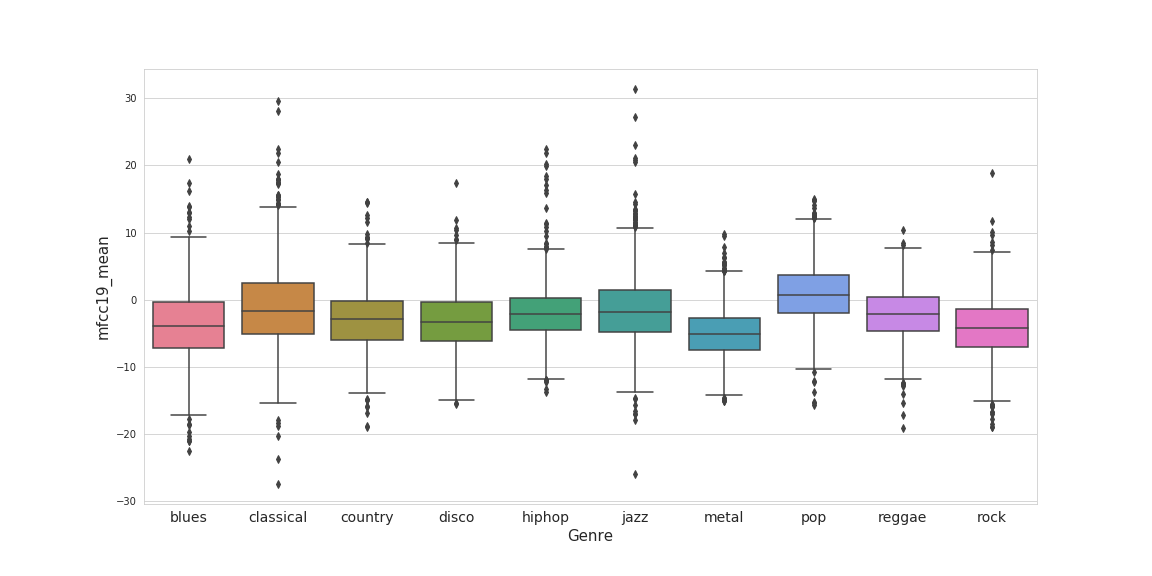 mfcc19_mean
30
20
10
0
−10
−20
−30
blues classical country disco hiphop jazz metal pop reggae rock
Genre